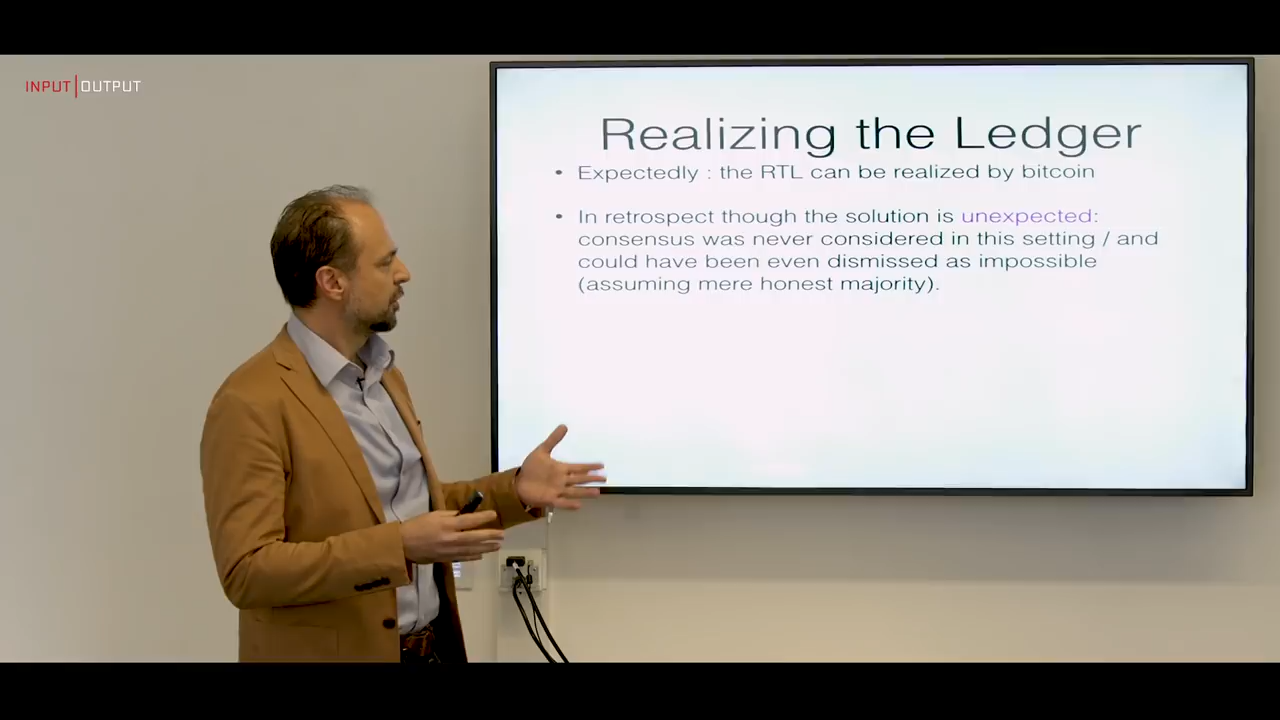 INPUT|OUTPUT
Realizing the Ledger
• Expectedly : the RTL can be realized by bitcoin
• In retrospect though the solution is unexpected:
consensus was never considered in this setting / and
could have been even dismissed as impossible
(assuming mere honest majority).